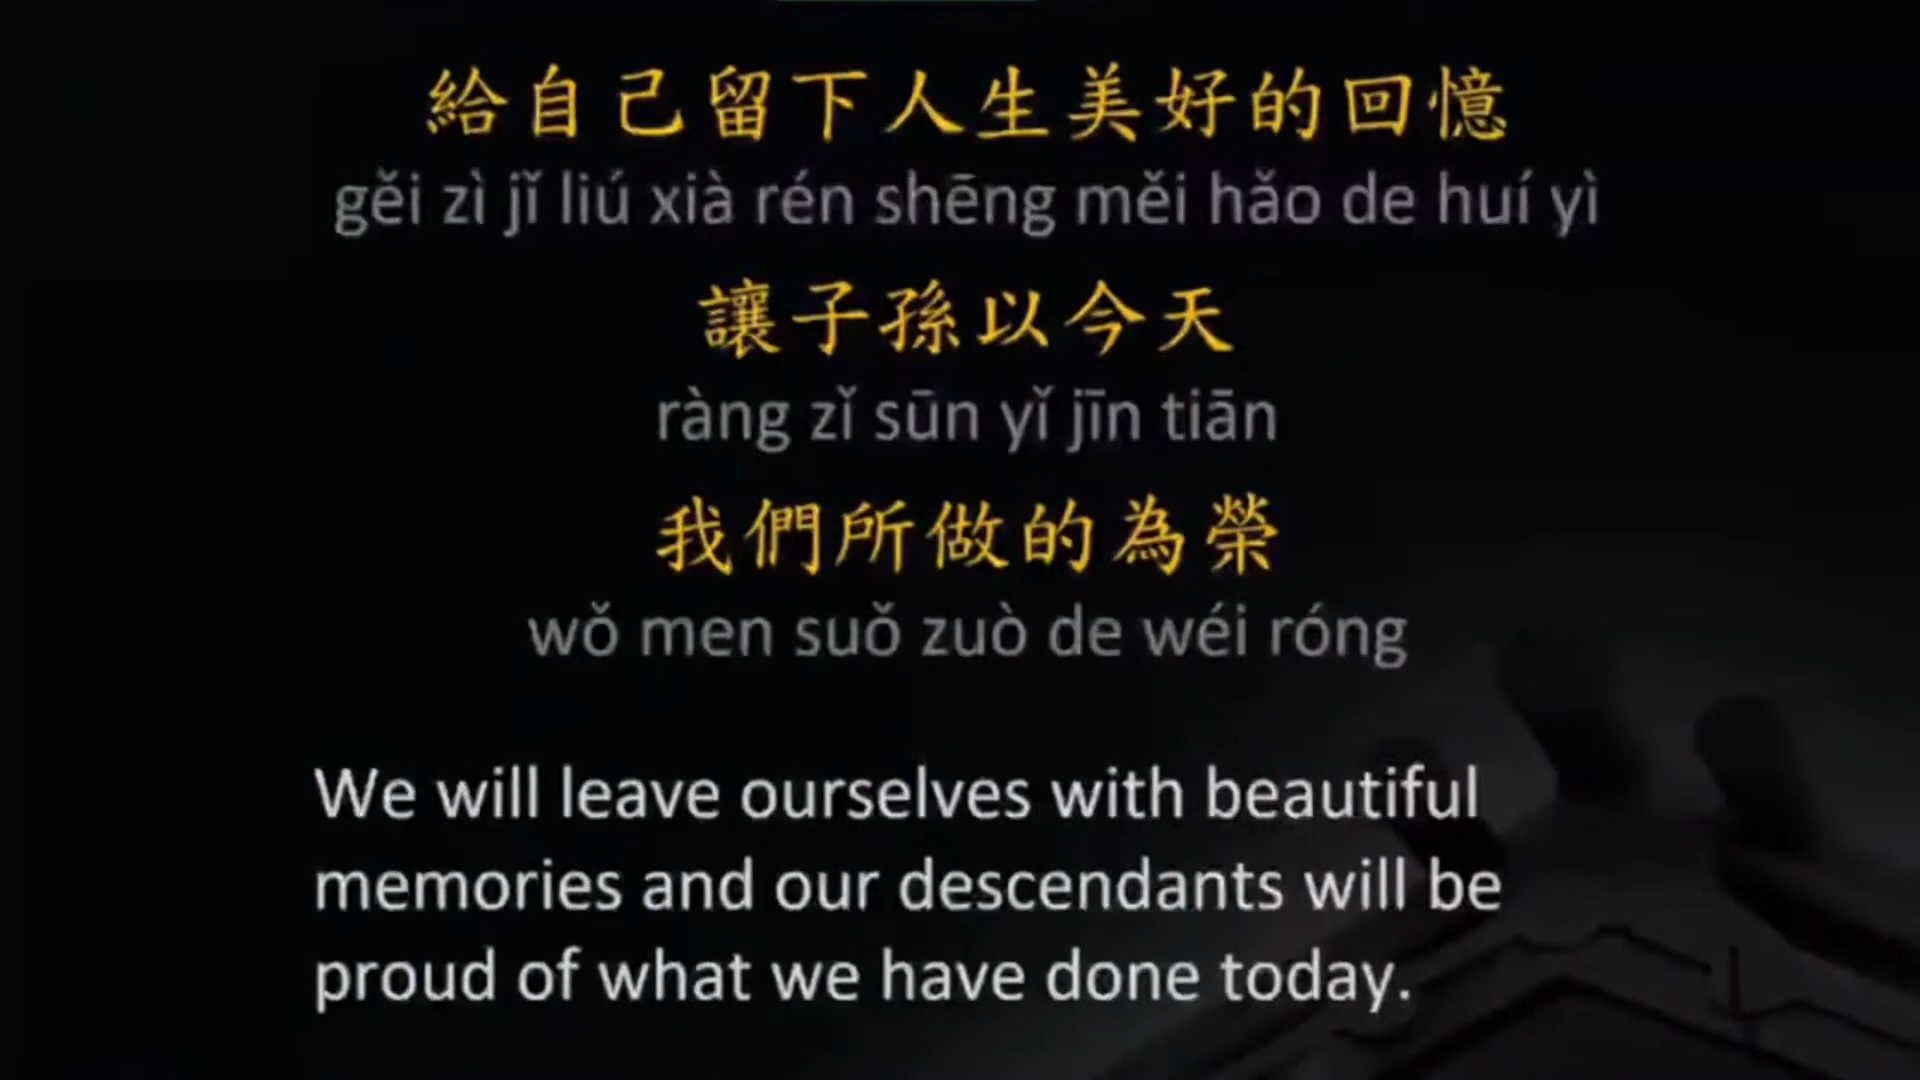 給自己留下人生美好的回憶
gěi zì jǐ liú xià rén shēng měi hǎo de huí yì
讓子孫以今天
ràng zǐ sūn yǐ jīn tiān
我們所做的為榮
wǒ men suǒ zuò de wéi róng
We will leave ourselves with beautiful
memories and our descendants will be
proud of what we have done today.